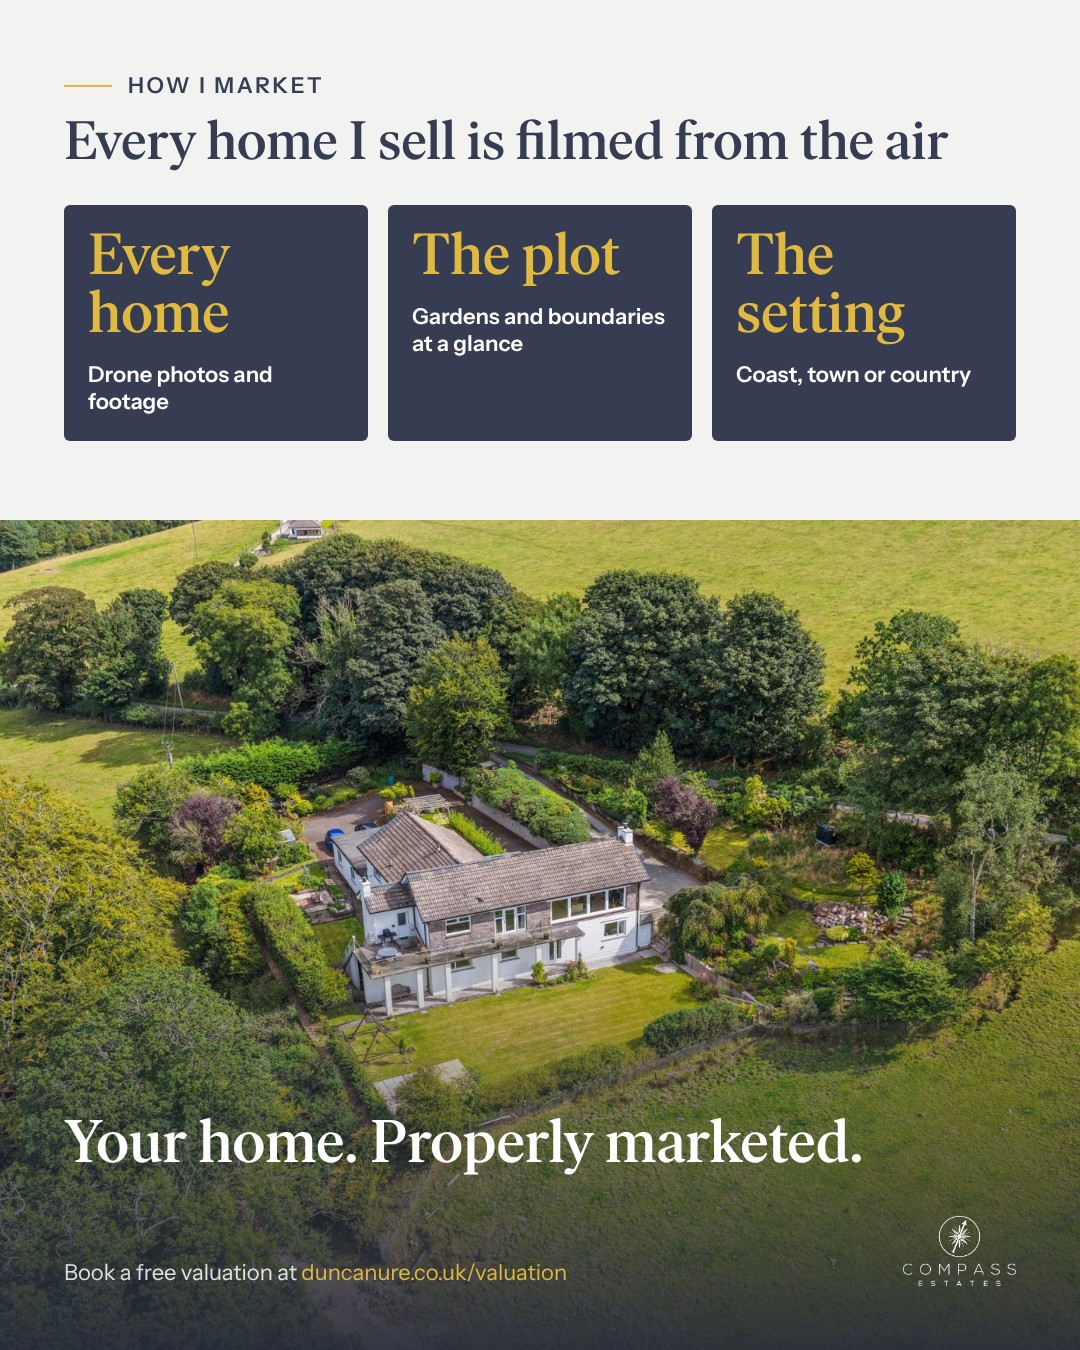 HOW I MARKET
Every home I sell is filmed from the air
Every
home
Drone photos and
footage
The plot
Gardens and boundaries
at a glance
The
setting
Coast, town or country
Your home. Properly marketed.
Book a free valuation at duncanure.co.uk/valuation
COMPASS
ESTATES